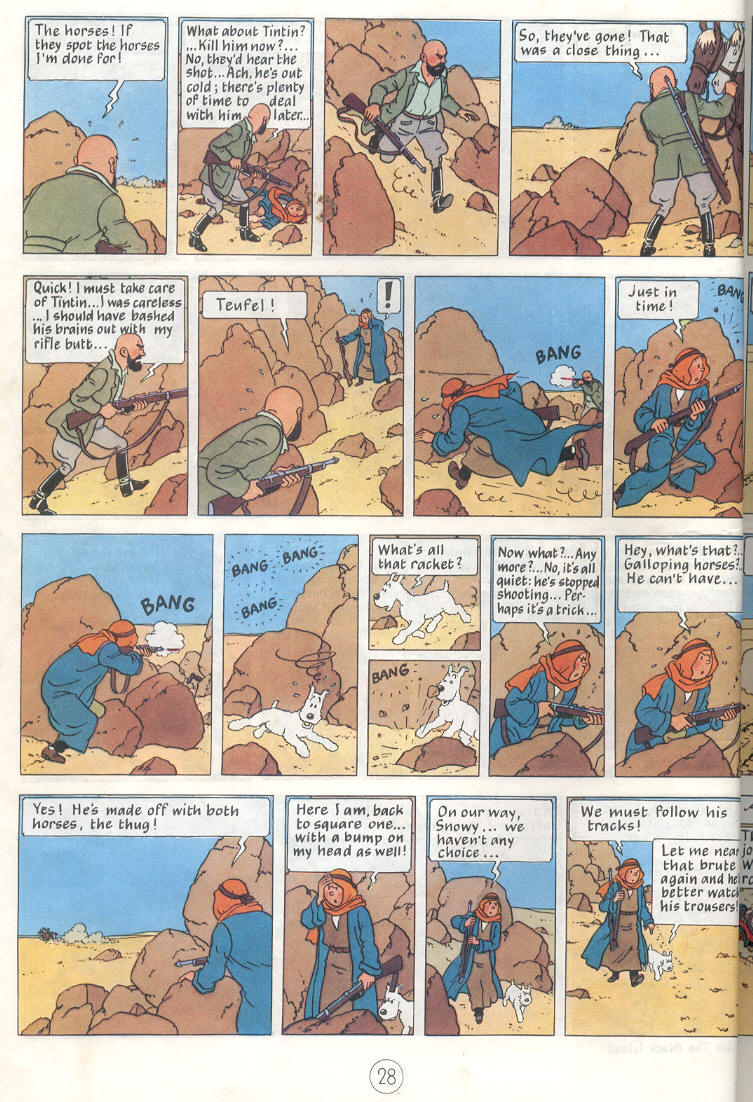 The horses! If
they spot the horses
I'm done for!
What about Tintin?
...Kill him now?...
No, they'd hear the
shot... Ach, he's out
cold; there's plenty
of time to deal
with him later...
So, they've gone! That
was a close thing...
Quick! I must take care
of Tintin... I was careless
... I should have bashed
his brains out with my
rifle butt...
Teufel!
!
BANG
Just in
time!
BANG
BANG
BANG
BANG
BANG
What's all
that racket?
BANG
Now what?... Any
more?... No, it's all
quiet: he's stopped
shooting... Per-
haps it's a trick...
Hey, what's that?..
Galloping horses?..
He can't have...
Yes! He's made off with both
horses, the thug!
Here I am, back
to square one...
with a bump on
my head as well!
On our way,
Snowy... we
haven't any
choice...
We must follow his
tracks!
Let me near
that brute
again and he
better watch
his trousers!
28